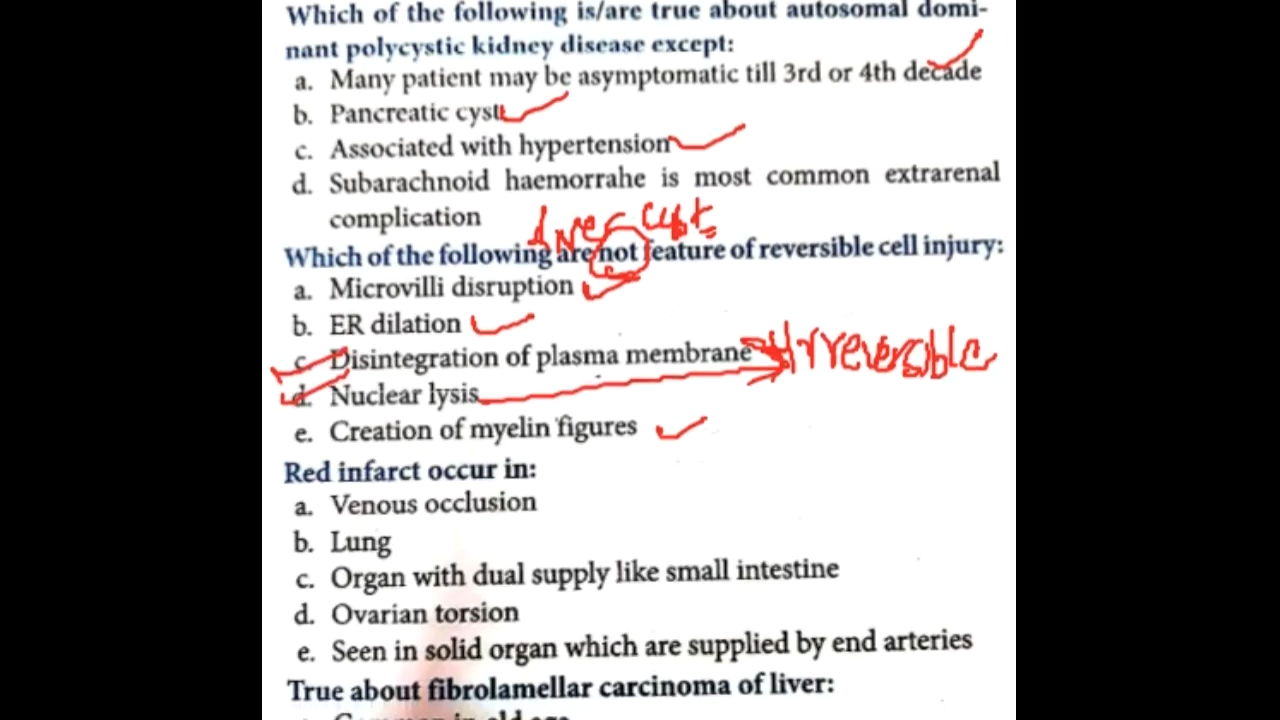 Which of the following is/are true about autosomal domi-
nant polycystic kidney disease except:
a. Many patient may be asymptomatic till 3rd or 4th decade
b. Pancreatic cyst
c. Associated with hypertension
d. Subarachnoid haemorrahe is most common extrarenal
complication
Liver cyst
Which of the following are not feature of reversible cell injury:
a. Microvilli disruption
b. ER dilation
c. Disintegration of plasma membrane Irreversible
d. Nuclear lysis
e. Creation of myelin figures
Red infarct occur in:
a. Venous occlusion
b. Lung
c. Organ with dual supply like small intestine
d. Ovarian torsion
e. Seen in solid organ which are supplied by end arteries
True about fibrolamellar carcinoma of liver:
a. Common in old age